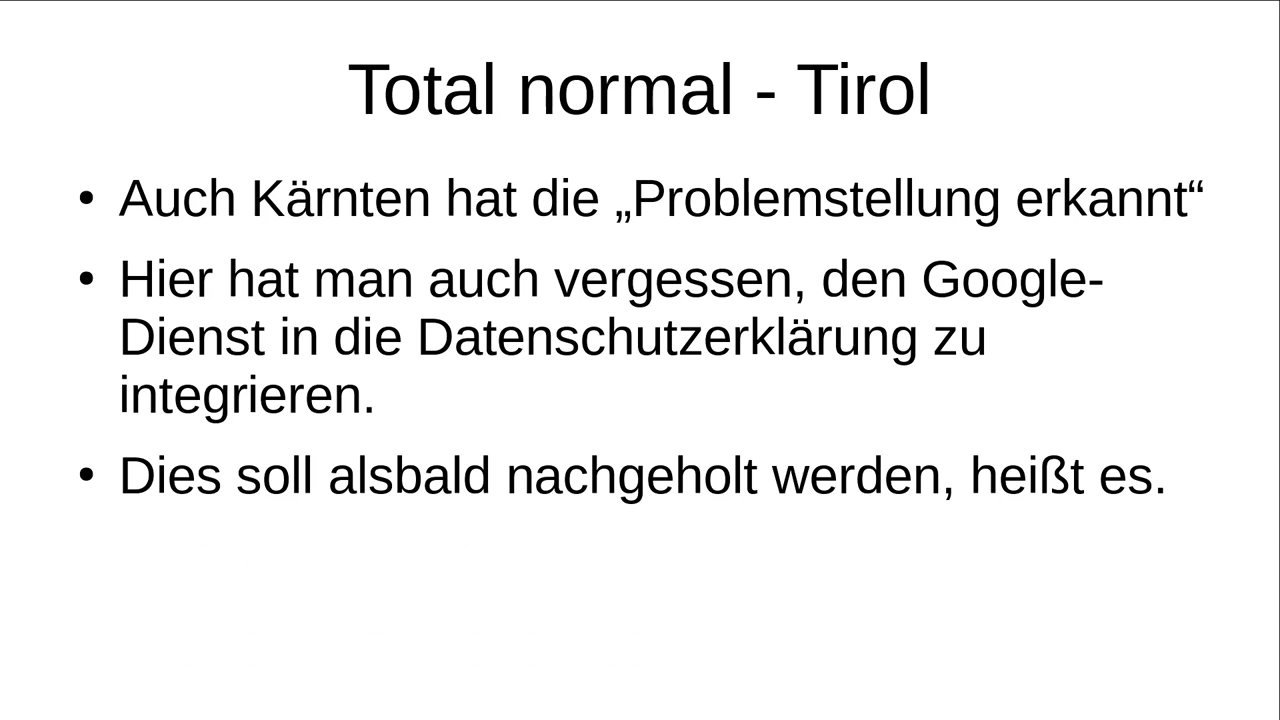 Total normal - Tirol
• Auch Kärnten hat die „Problemstellung erkannt“
• Hier hat man auch vergessen, den Google-
Dienst in die Datenschutzerklärung zu
integrieren.
• Dies soll alsbald nachgeholt werden, heißt es.